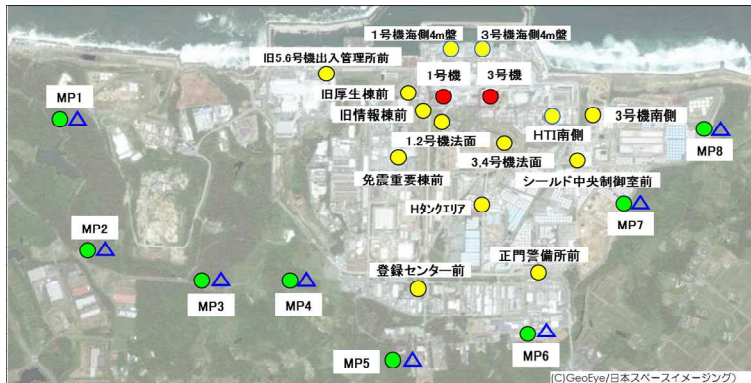 1号機海側4m盤
3号機海側4m盤
旧5.6号機出入管理所前
1号機
3号機
MP1
旧厚生棟前
旧情報棟前
3号機南側
HTI南側
MP8
1.2号機法面
3.4号機法面
免震重要棟前
シールド中央制御室前
Hタンクエリア
MP7
MP2
正門警備所前
登録センター前
MP3
MP4
MP6
MP5
(C)GeoEye/日本スペースイメージング)